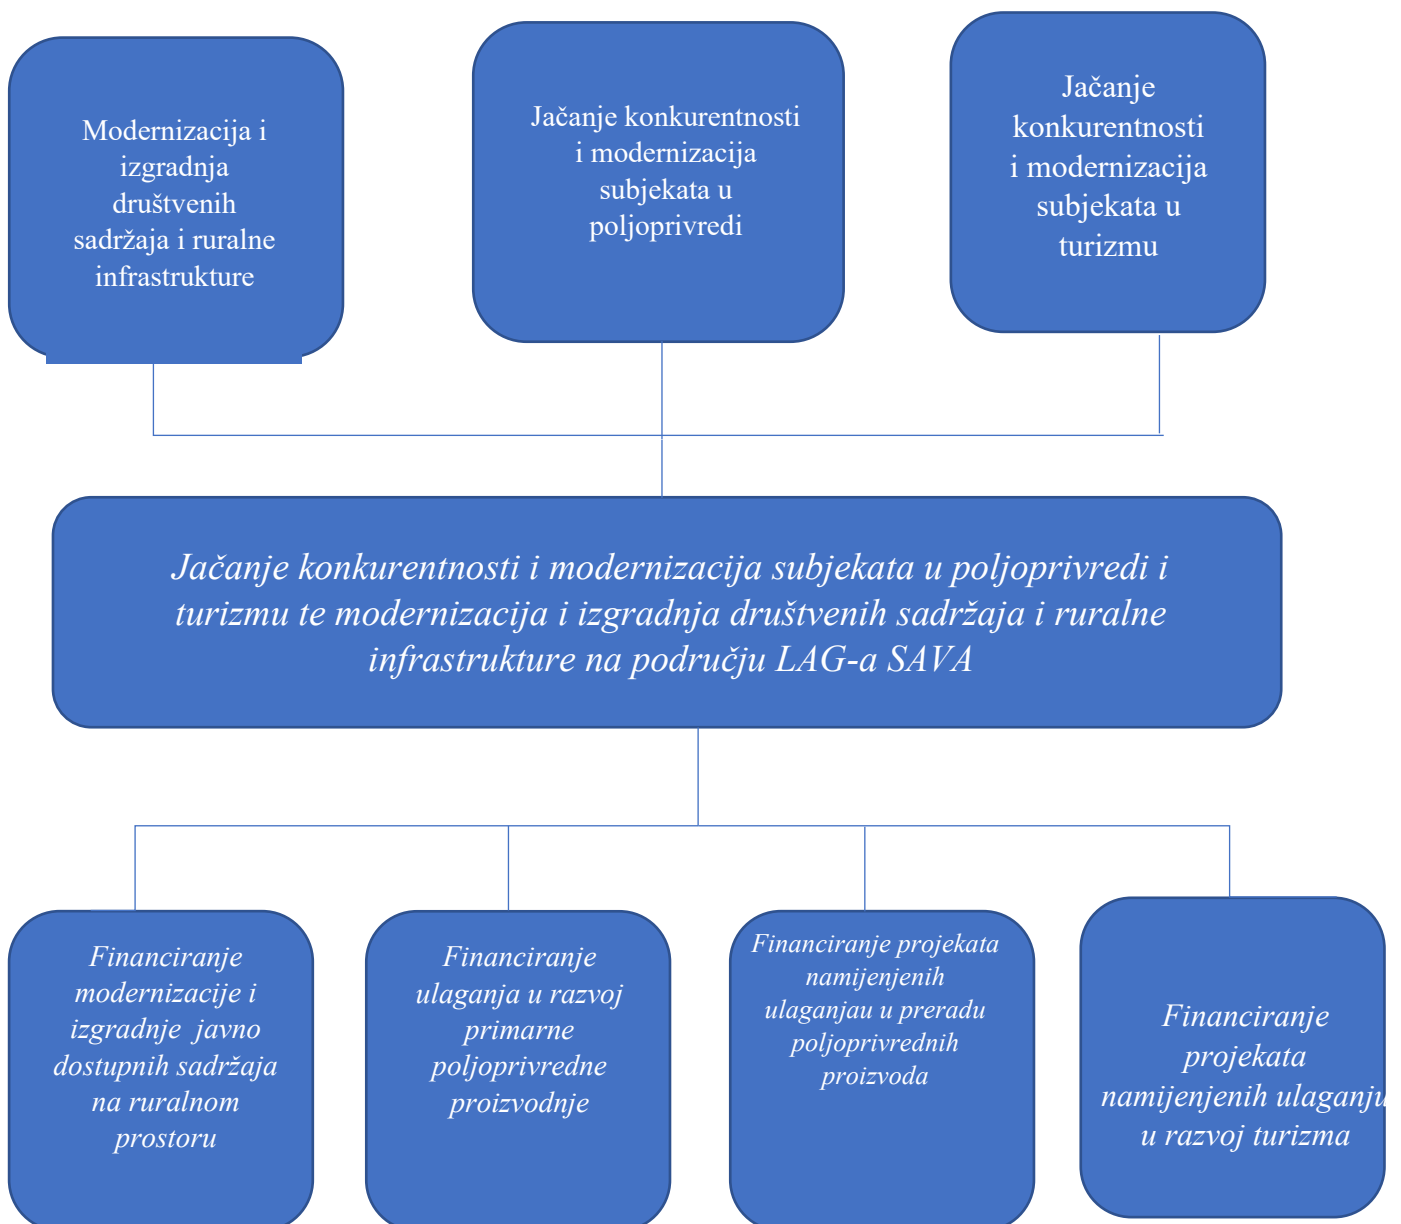 Modernizacija i
izgradnja
društvenih
sadržaja i ruralne
infrastrukture
Jačanje konkurentnosti
i modernizacija
subjekata u
poljoprivredi
Jačanje
konkurentnosti
i modernizacija
subjekata u
turizmu
Jačanje konkurentnosti i modernizacija subjekata u poljoprivredi i
turizmu te modernizacija i izgradnja društvenih sadržaja i ruralne
infrastrukture na području LAG-a SAVA
Financiranje
modernizacije i
izgradnje javno
dostupnih sadržaja
na ruralnom
prostoru
Financiranje
ulaganja u razvoj
primarne
poljoprivredne
proizvodnje
Financiranje projekata
namijenjenih
ulaganjau u preradu
poljoprivrednih
proizvoda
Financiranje
projekata
namijenjenih ulaganju
u razvoj turizma